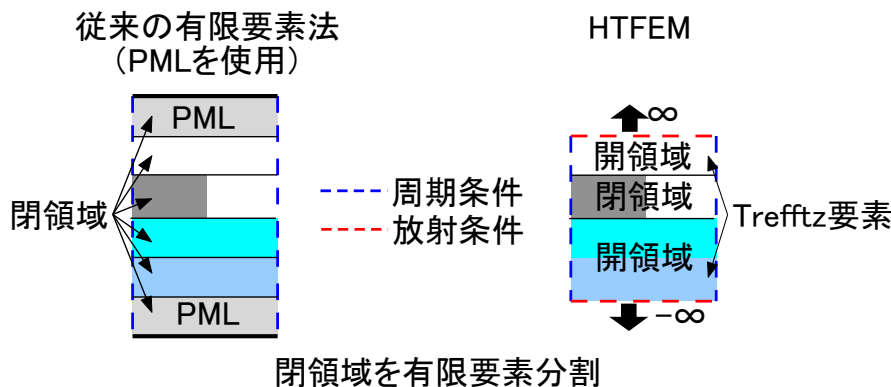 従来の有限要素法
（PMLを使用）
PML
閉領域
PML
周期条件
放射条件
HTFEM
∞
開領域
閉領域
開領域
Trefftz要素
-∞
閉領域を有限要素分割